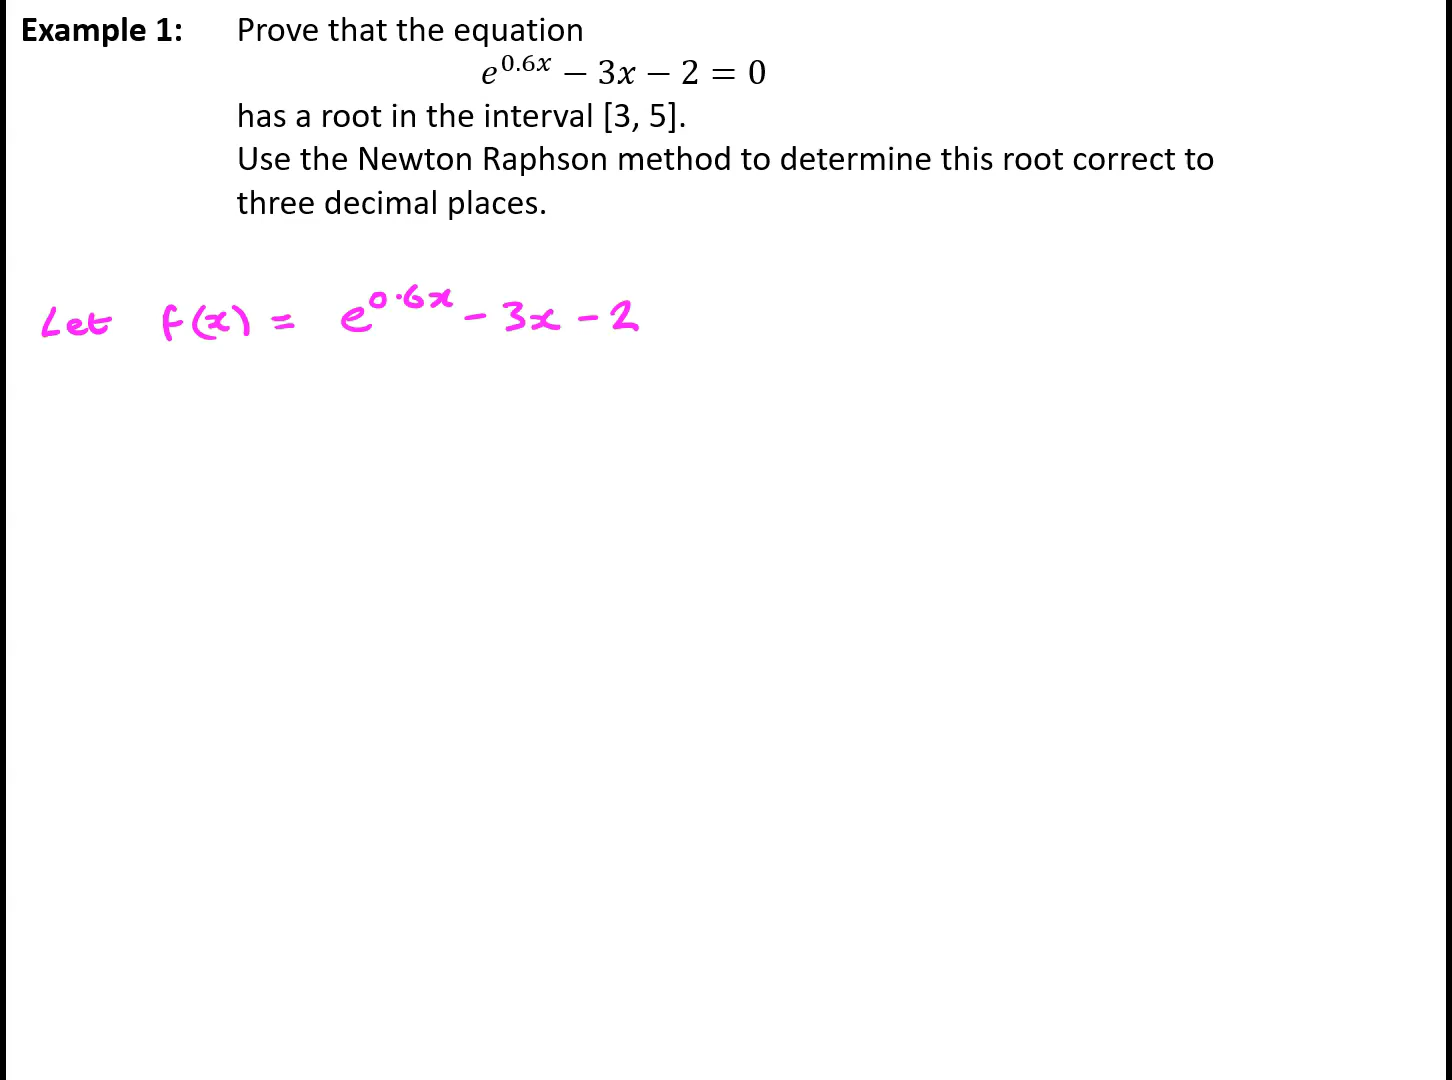 Example 1: Prove that the equation
e^{0.6x} − 3x − 2 = 0
has a root in the interval [3, 5].
Use the Newton Raphson method to determine this root correct to
three decimal places.
Let f(x) = e^{0.6x} - 3x - 2